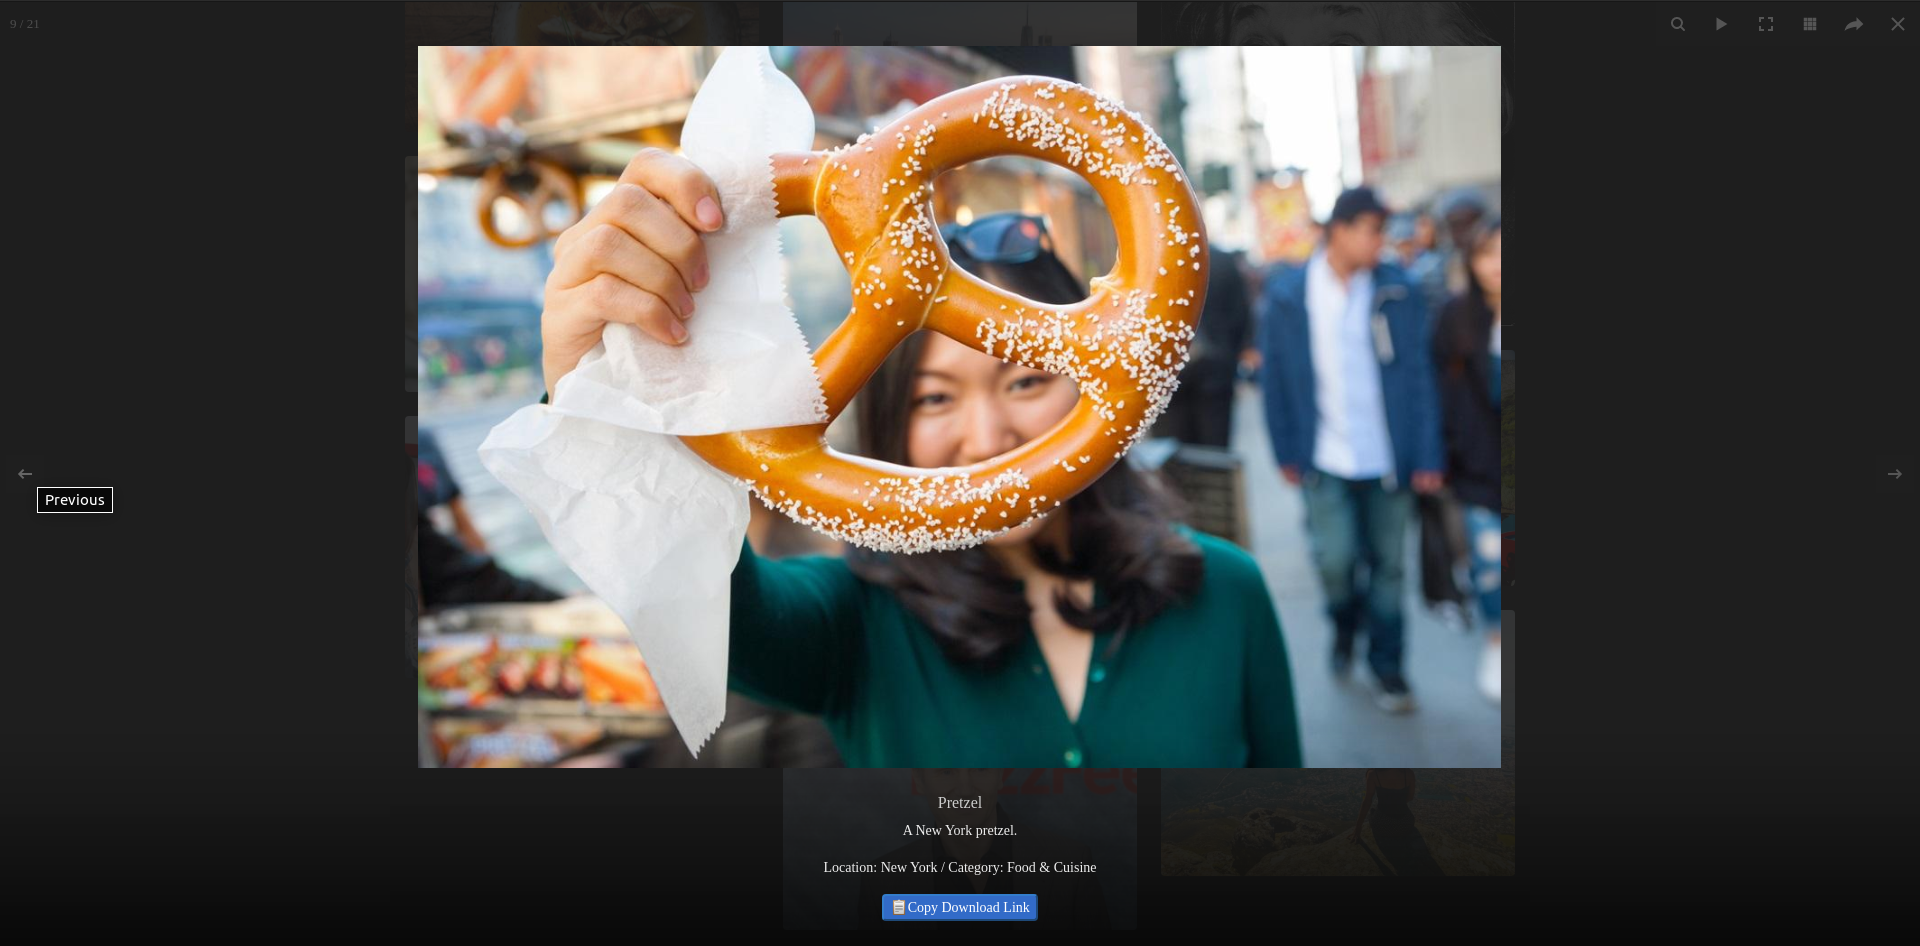 9 / 21
Previous
Pretzel
A New York pretzel.
Location: New York / Category: Food & Cuisine
📋Copy Download Link